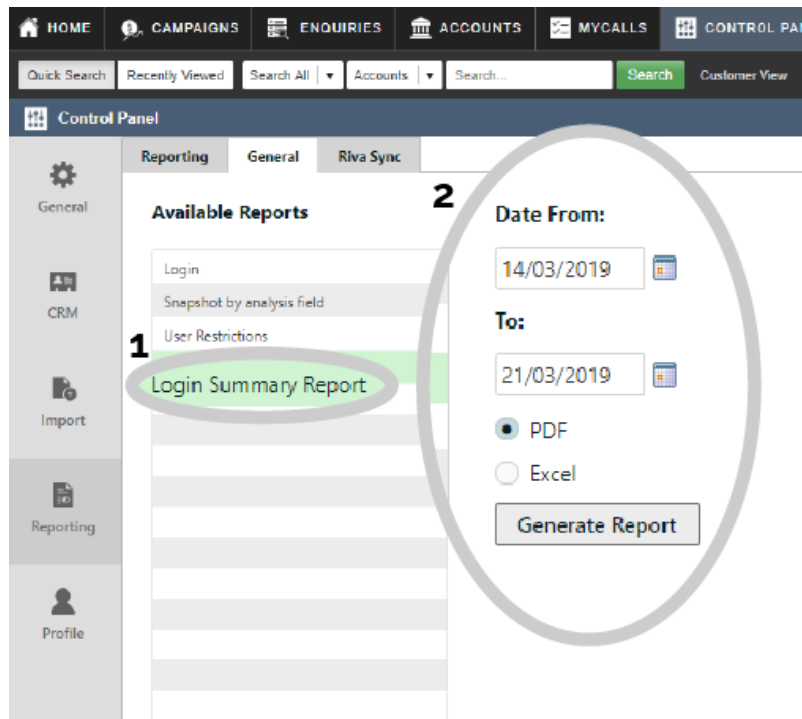 HOME CAMPAIGNS ENQUIRIES ACCOUNTS MYCALLS CONTROL PA
Quick Search Recently Viewed Search All Accounts Search... Search Customer View
Control Panel
General
CRM
Import
Reporting
Profile
Reporting General Riva Sync
Available Reports
Login
Snapshot by analysis field
User Restrictions
1
Login Summary Report
2
Date From:
14/03/2019
To:
21/03/2019
PDF
Excel
Generate Report